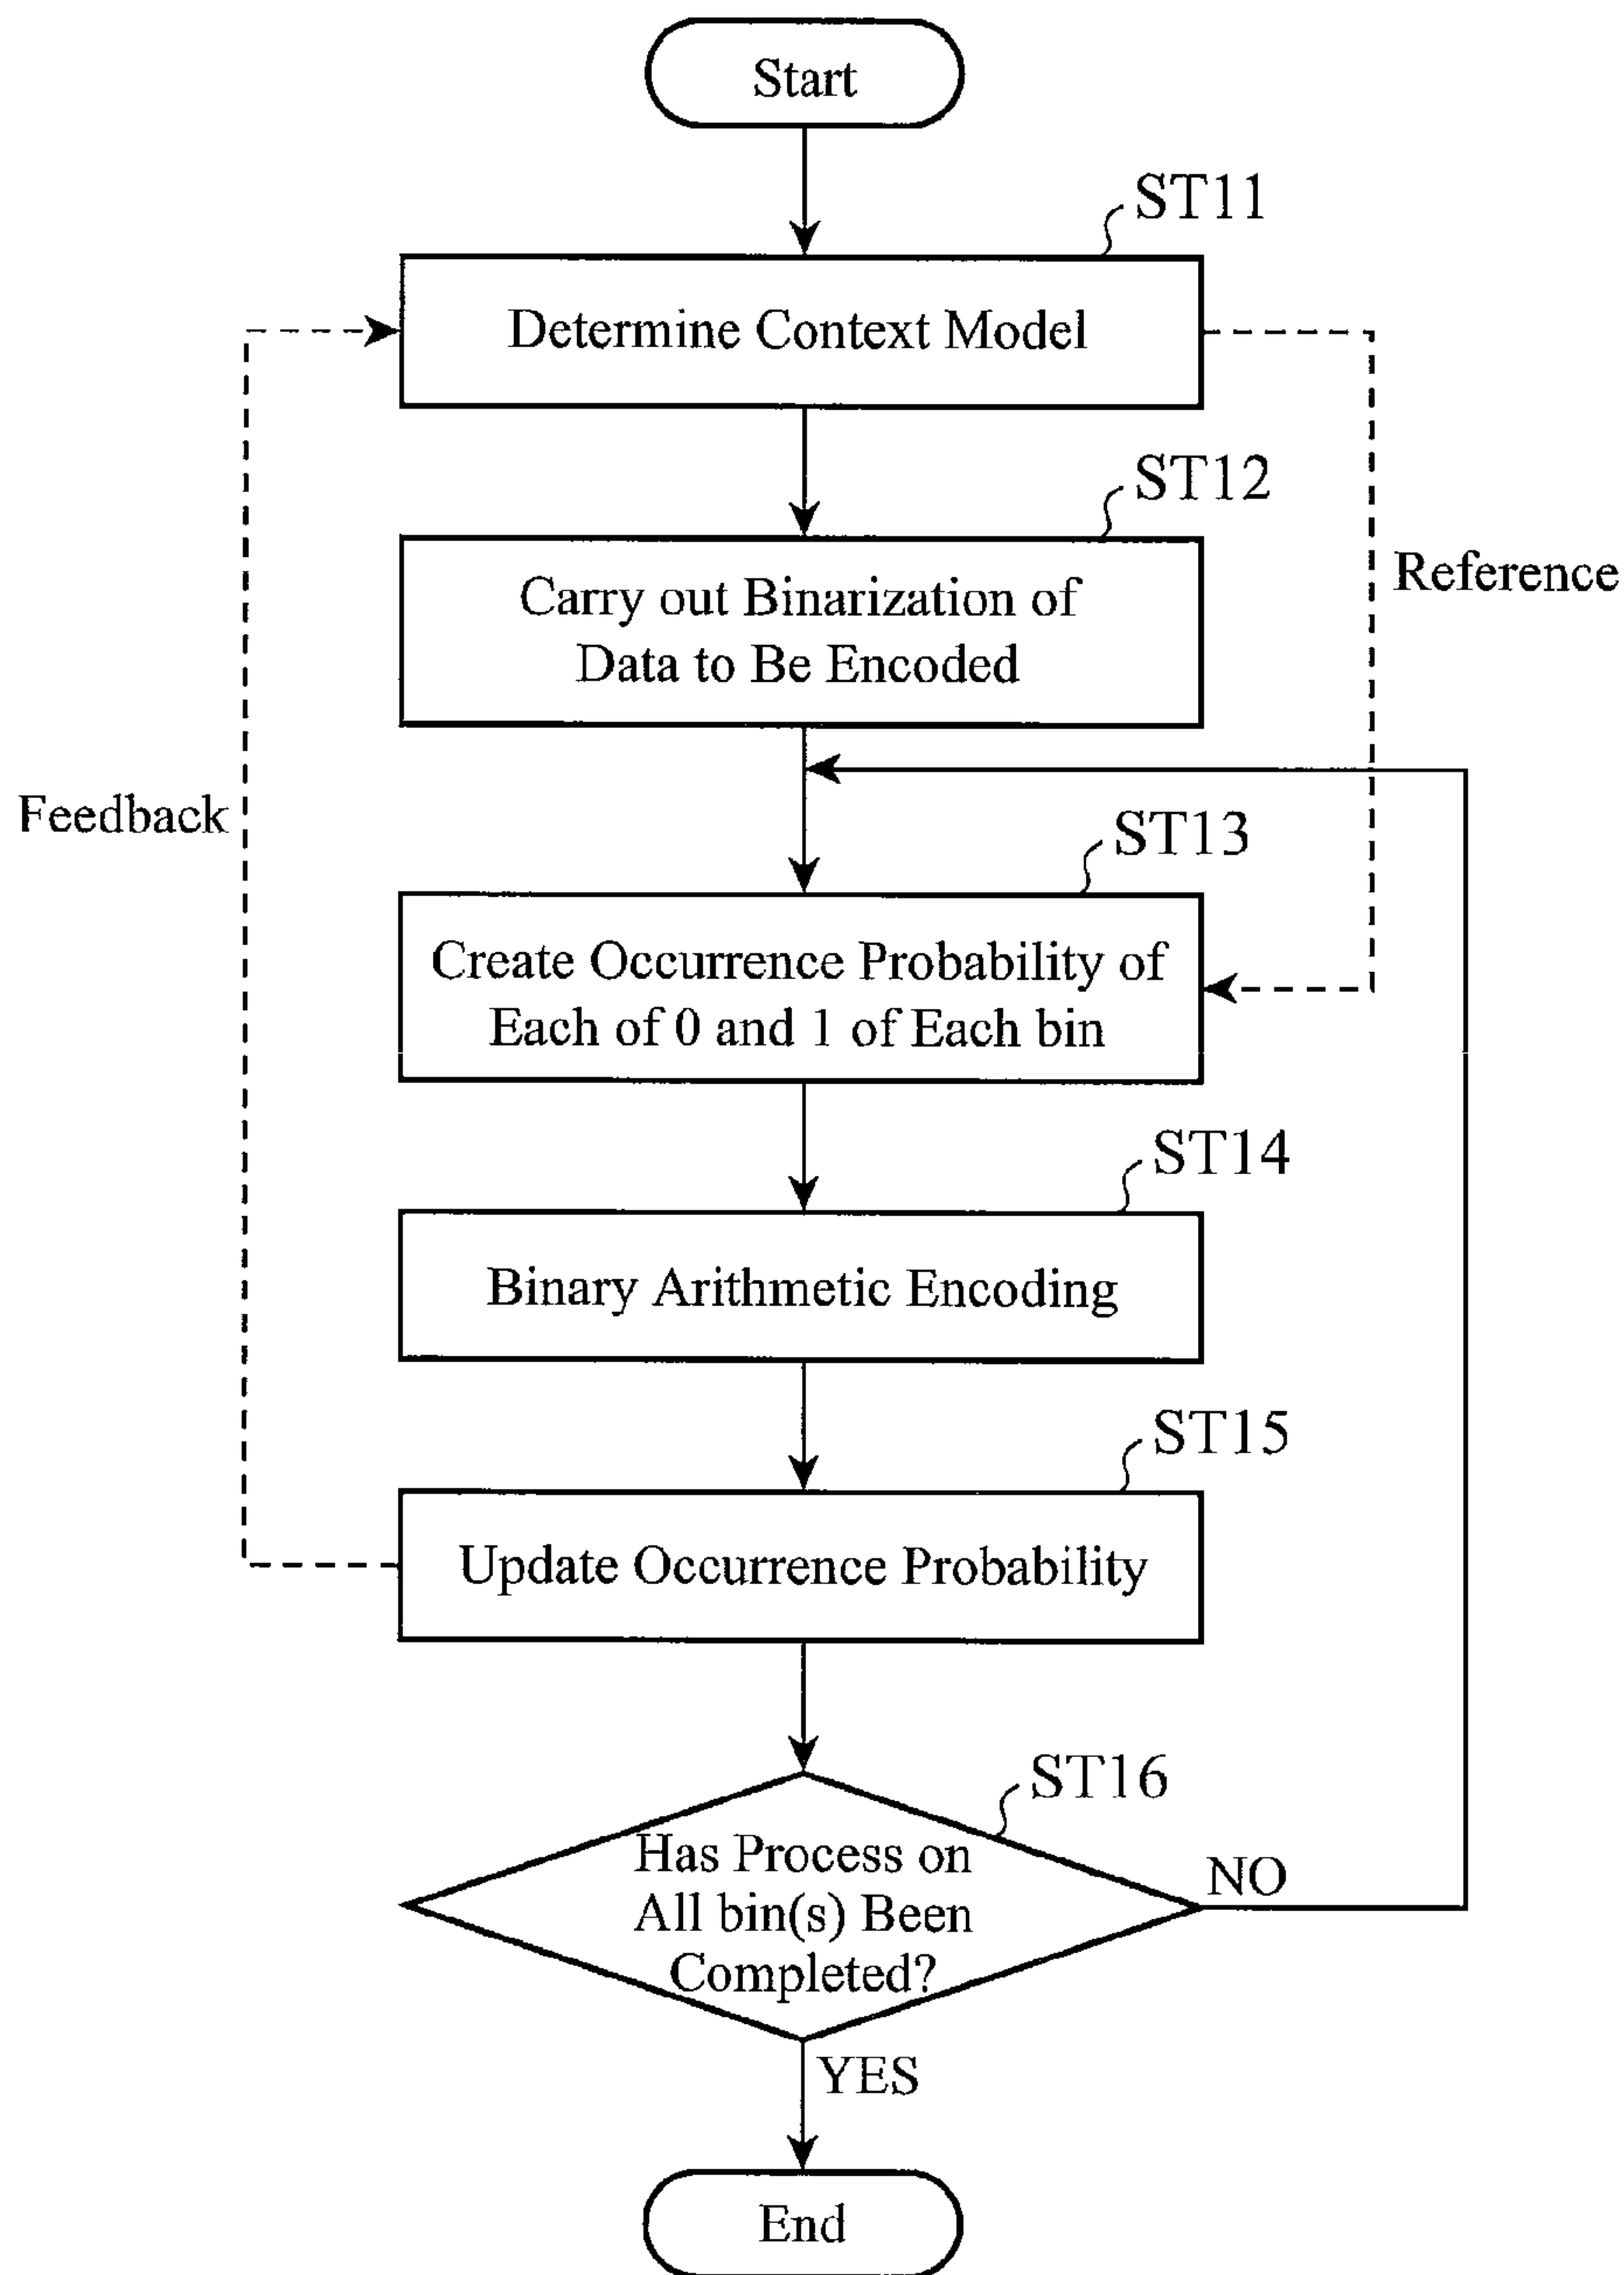 Start
ST11
Determine Context Model
ST12
Carry out Binarization of
Data to Be Encoded
Reference
Feedback
ST13
Create Occurrence Probability of
Each of 0 and 1 of Each bin
ST14
Binary Arithmetic Encoding
ST15
Update Occurrence Probability
ST16
Has Process on
All bin(s) Been
Completed?
NO
YES
End